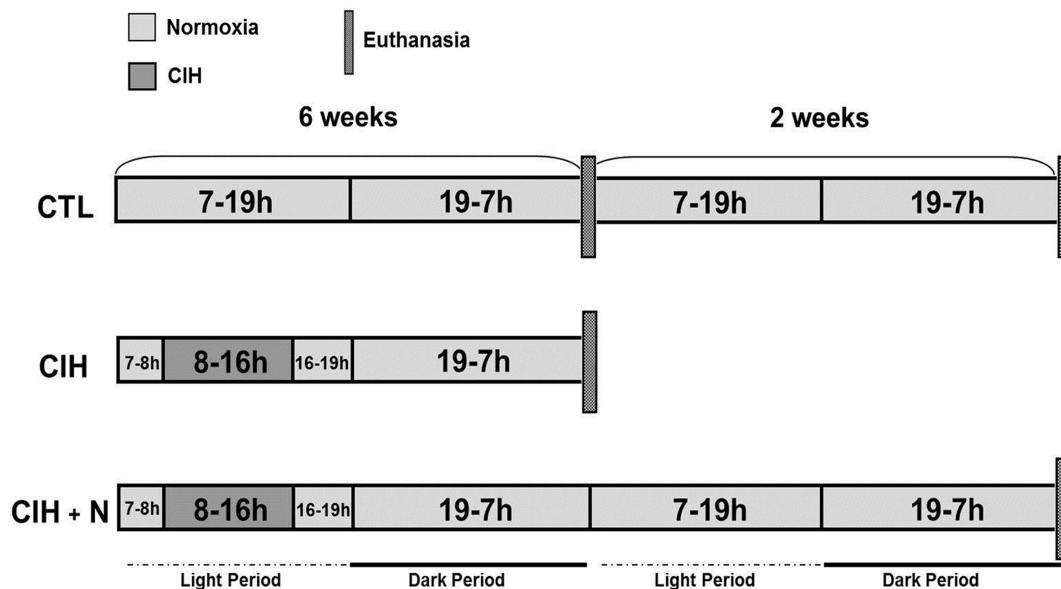 Normoxia
Euthanasia
CIH
6 weeks
2 weeks
CTL
7-19h
19-7h
7-19h
19-7h
CIH
7-8h
8-16h
16-19h
19-7h
CIH + N
7-8h
8-16h
16-19h
19-7h
7-19h
19-7h
Light Period
Dark Period
Light Period
Dark Period